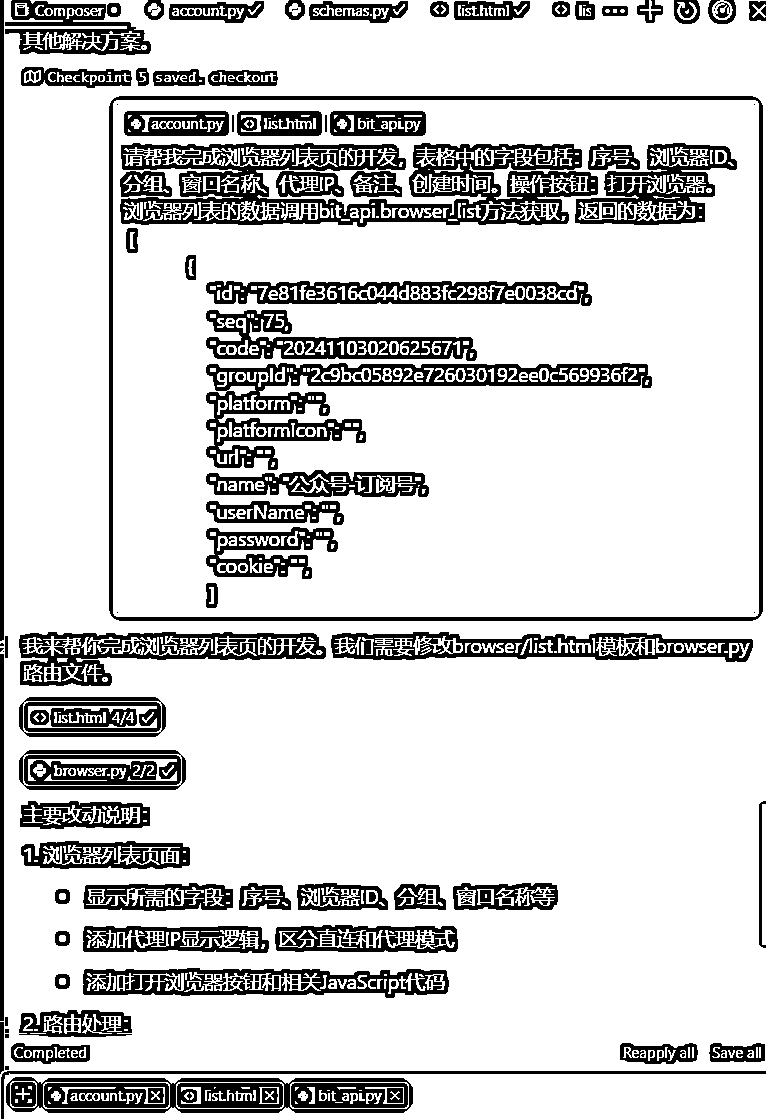 Composer account.py schemas.py list.html lis
其他解决方案。
Checkpoint 5 saved. checkout
account.py | list.html | bit_api.py
请帮我完成浏览器列表页的开发，表格中的字段包括：序号、浏览器ID、
分组、窗口名称、代理IP、备注、创建时间。操作按钮：打开浏览器。
浏览器列表的数据调用bit_api.browser_list方法获取，返回的数据为：
[
{
"id":"7e81fe3616c044d883fc298f7e0038cd",
"seq":75,
"code":"20241103020625671",
"groupId":"2c9bc05892e726030192ee0c569936f2",
"platform":"",
"platformIcon":"",
"url":"",
"name":"公众号-订阅号",
"userName":"",
"password":"",
"cookie":"",
]
我来帮你完成浏览器列表页的开发。我们需要修改browser/list.html模板和browser.py
路由文件。
list.html 4/4
browser.py 2/2
主要改动说明：
1. 浏览器列表页面：
显示所需的字段：序号、浏览器ID、分组、窗口名称等
添加代理IP显示逻辑，区分直连和代理模式
添加打开浏览器按钮和相关JavaScript代码
2. 路由处理：
Completed Reapply all Save all
account.py list.html bit_api.py